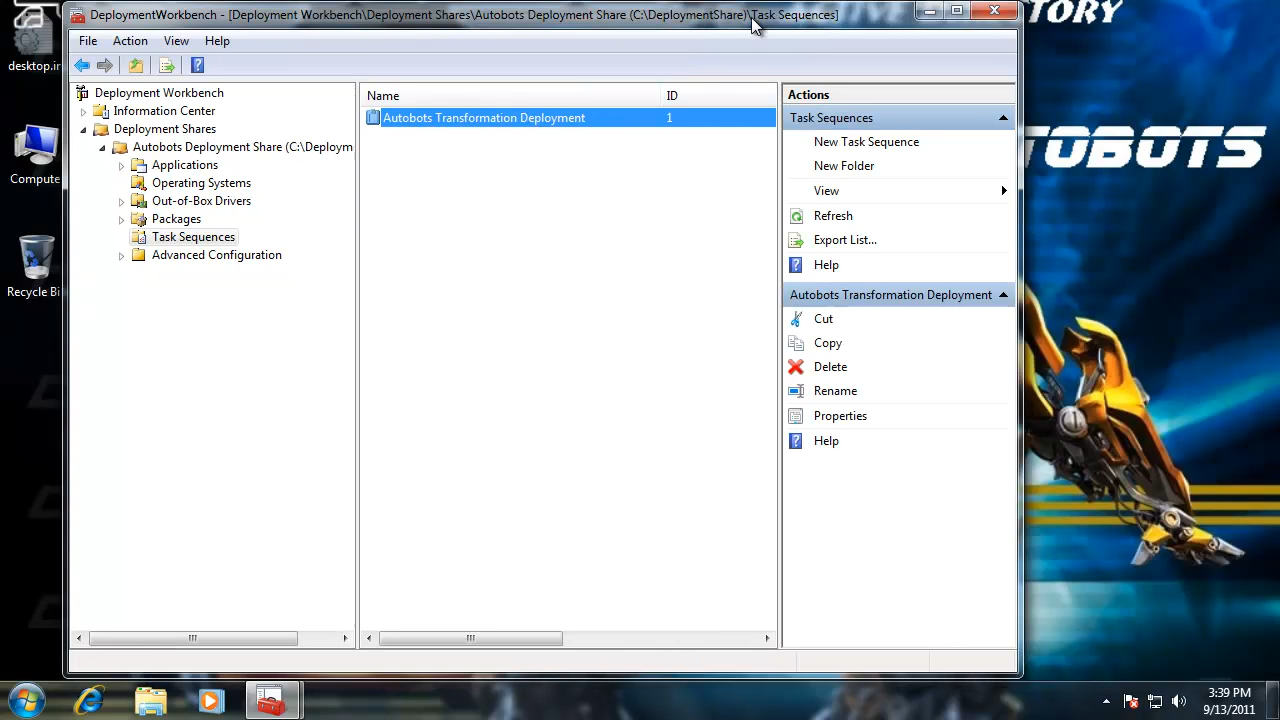 DeploymentWorkbench - [Deployment Workbench\Deployment Shares\Autobots Deployment Share (C:\DeploymentShare)\Task Sequences]
File Action View Help
Deployment Workbench
Information Center
Deployment Shares
Autobots Deployment Share (C:\Deploym
Applications
Operating Systems
Out-of-Box Drivers
Packages
Task Sequences
Advanced Configuration
Name ID
Autobots Transformation Deployment 1
Actions
Task Sequences
New Task Sequence
New Folder
View
Refresh
Export List...
Help
Autobots Transformation Deployment
Cut
Copy
Delete
Rename
Properties
Help
desktop.in
Compute
Recycle Bi
TORY
TOBOTS
3:39 PM
9/13/2011